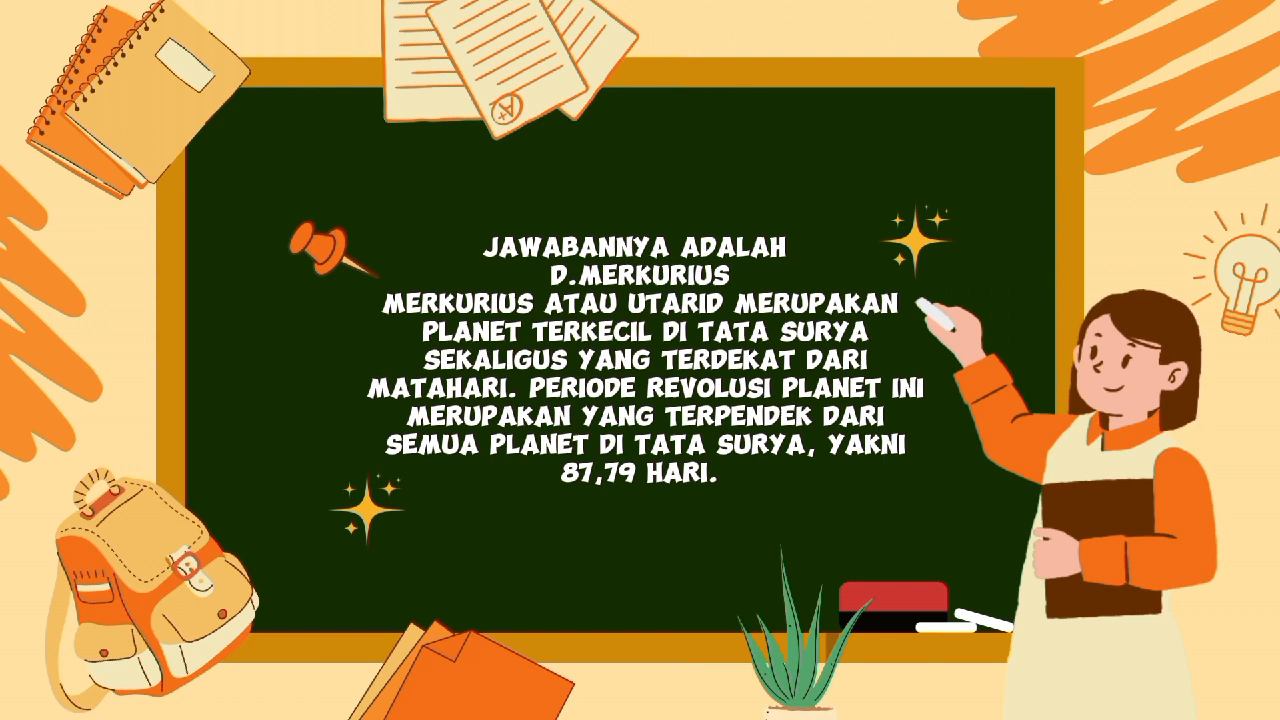 A+
JAWABANNYA ADALAH
D.MERKURIUS
MERKURIUS ATAU UTARID MERUPAKAN
PLANET TERKECIL DI TATA SURYA
SEKALIGUS YANG TERDEKAT DARI
MATAHARI. PERIODE REVOLUSI PLANET INI
MERUPAKAN YANG TERPENDEK DARI
SEMUA PLANET DI TATA SURYA, YAKNI
87,79 HARI.